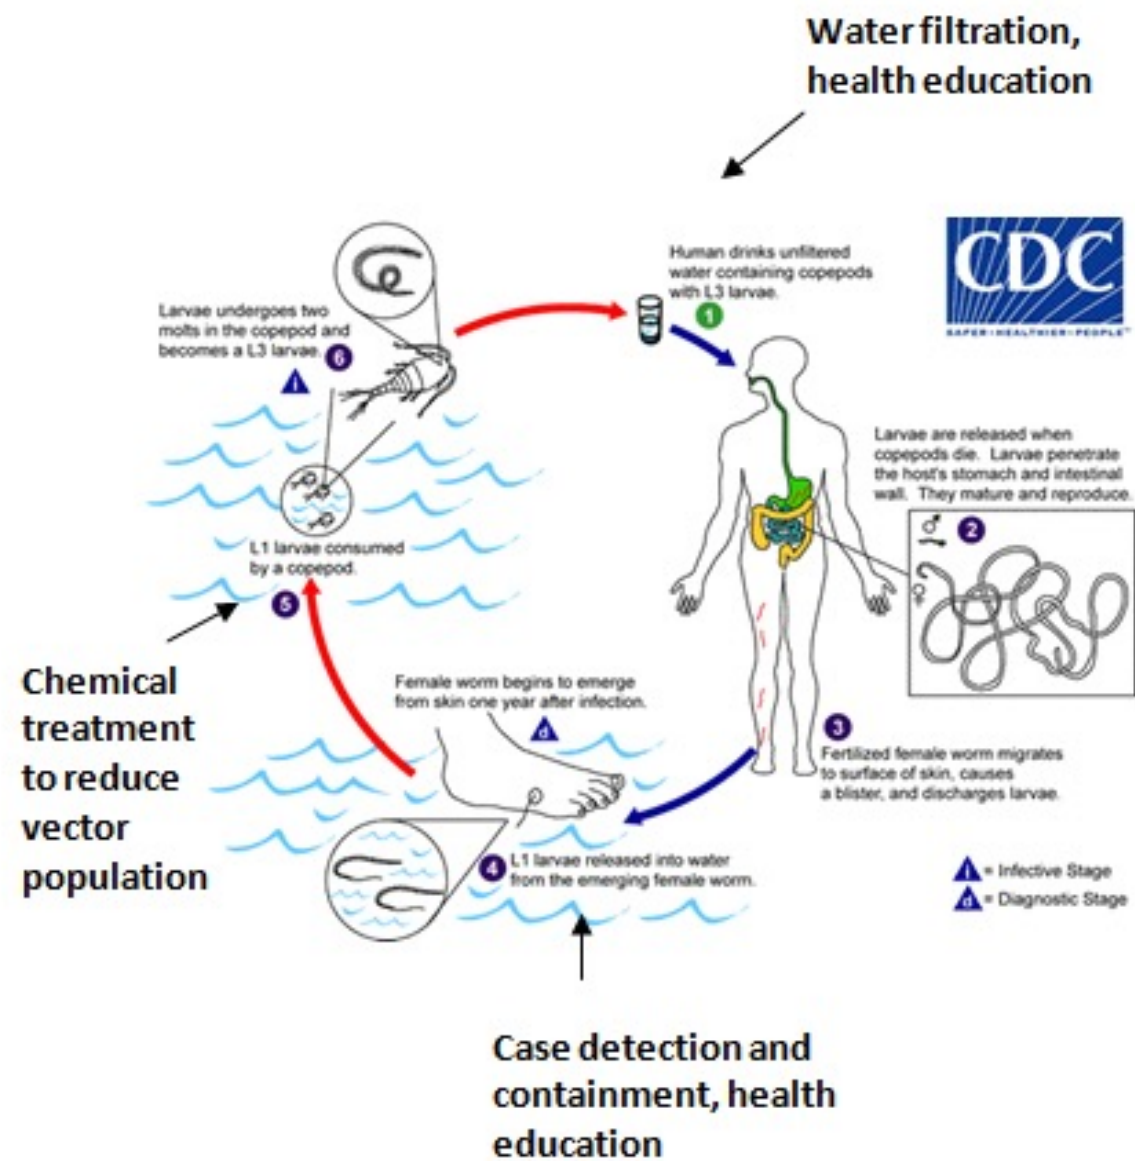 Water filtration,
health education
CDC
SAFER • HEALTHIER • PEOPLE™
Human drinks unfiltered
water containing copepods
with L3 larvae.
1
Larvae undergoes two
molts in the copepod and
becomes a L3 larvae.
6
i
Larvae are released when
copepods die. Larvae penetrate
the host's stomach and intestinal
wall. They mature and reproduce.
2
♂
♀
L1 larvae consumed
by a copepod.
5
Chemical
treatment
to reduce
vector
population
Female worm begins to emerge
from skin one year after infection.
d
3
Fertilized female worm migrates
to surface of skin, causes
a blister, and discharges larvae.
4
L1 larvae released into water
from the emerging female worm.
i = Infective Stage
d = Diagnostic Stage
Case detection and
containment, health
education